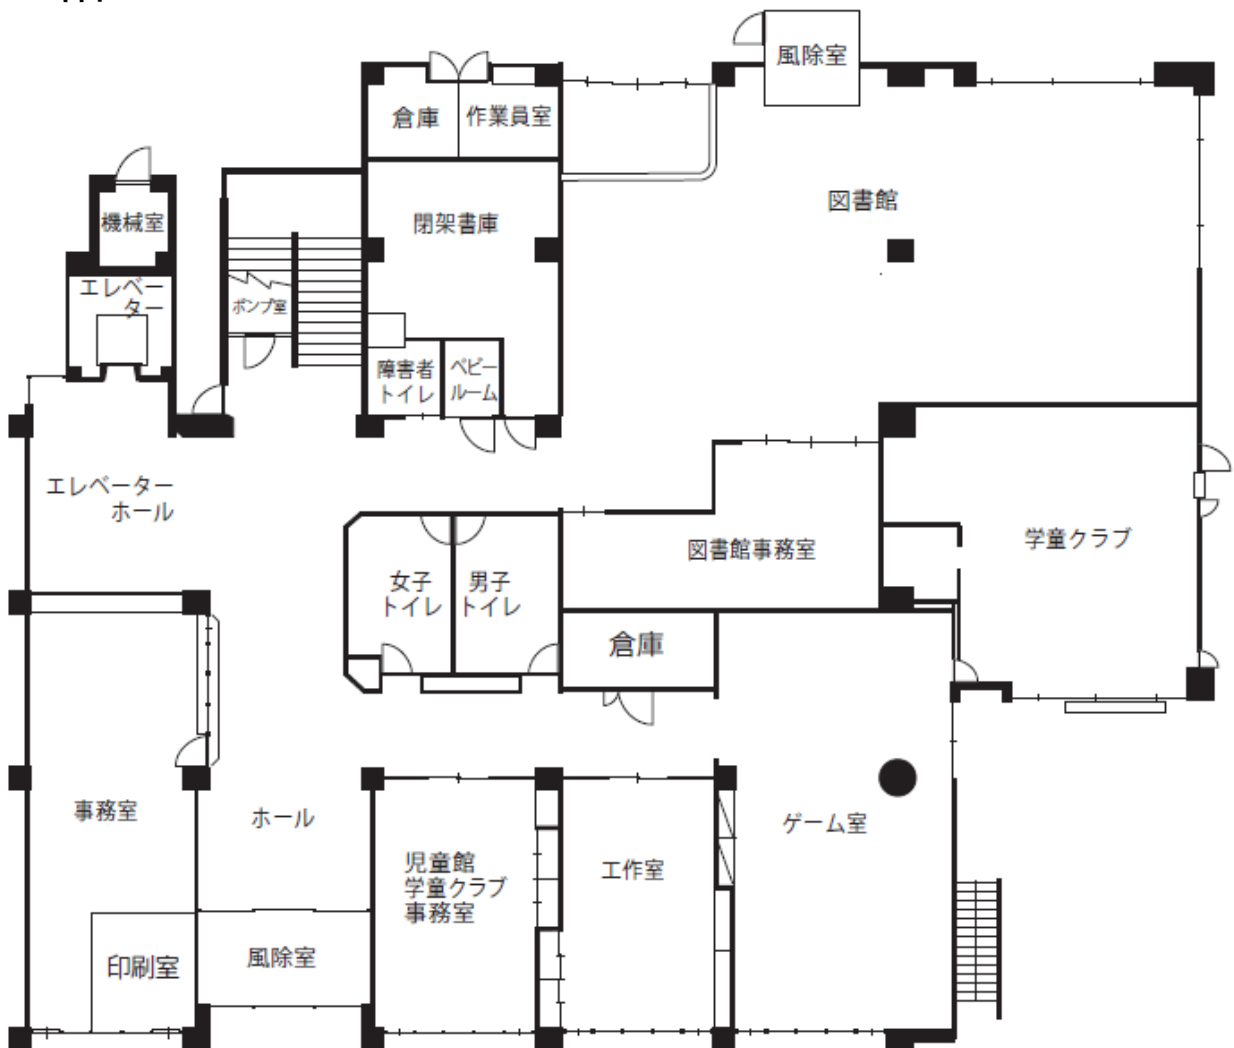 風除室
倉庫
作業員室
図書館
機械室
閉架書庫
エレベー
ター
ポンプ室
障害者
トイレ
ベビー
ルーム
エレベーター
ホール
学童クラブ
図書館事務室
女子
トイレ
男子
トイレ
倉庫
事務室
ホール
ゲーム室
児童館
学童クラブ
事務室
工作室
印刷室
風除室